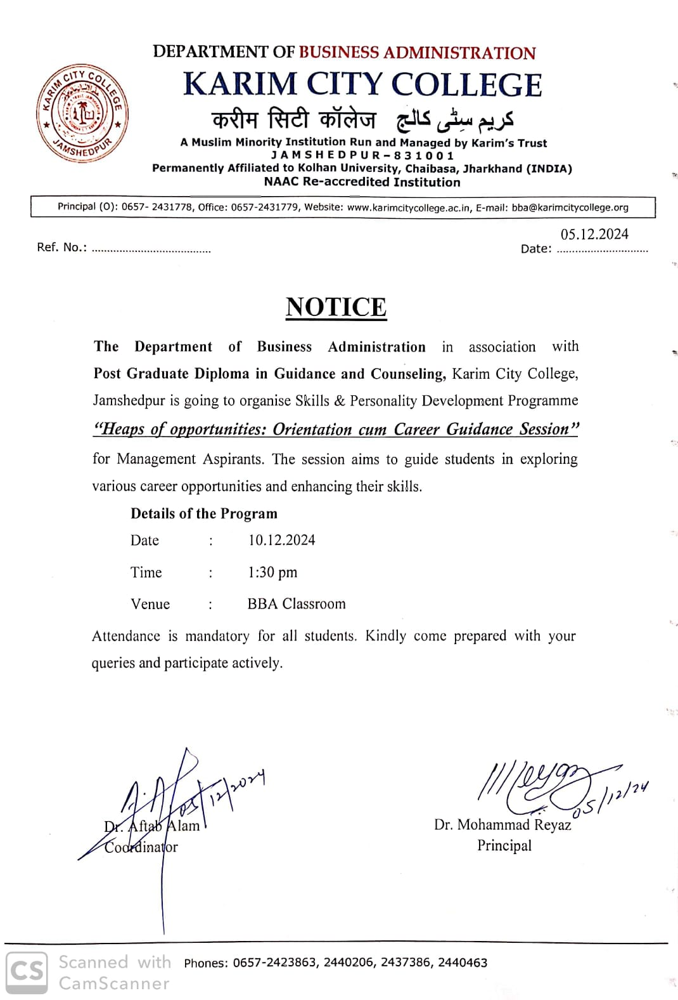 DEPARTMENT OF BUSINESS ADMINISTRATION
KARIM CITY COLLEGE
करीम सिटी कॉलेज کریم سِٹی کالج
A Muslim Minority Institution Run and Managed by Karim's Trust
JAMSHEDPUR–831001
Permanently Affiliated to Kolhan University, Chaibasa, Jharkhand (INDIA)
NAAC Re-accredited Institution
KARIM CITY COLLEGE
JAMSHEDPUR
Principal (O): 0657- 2431778, Office: 0657-2431779, Website: www.karimcitycollege.ac.in, E-mail: bba@karimcitycollege.org
05.12.2024
Ref. No.: ....................................... Date: ..............................
NOTICE
The Department of Business Administration in association with
Post Graduate Diploma in Guidance and Counseling, Karim City College,
Jamshedpur is going to organise Skills & Personality Development Programme
“Heaps of opportunities: Orientation cum Career Guidance Session”
for Management Aspirants. The session aims to guide students in exploring
various career opportunities and enhancing their skills.
Details of the Program
Date : 10.12.2024
Time : 1:30 pm
Venue : BBA Classroom
Attendance is mandatory for all students. Kindly come prepared with your
queries and participate actively.
05/12/2024
05/12/24
Dr. Aftab Alam Dr. Mohammad Reyaz
Coordinator Principal
CS Scanned with CamScanner
Phones: 0657-2423863, 2440206, 2437386, 2440463